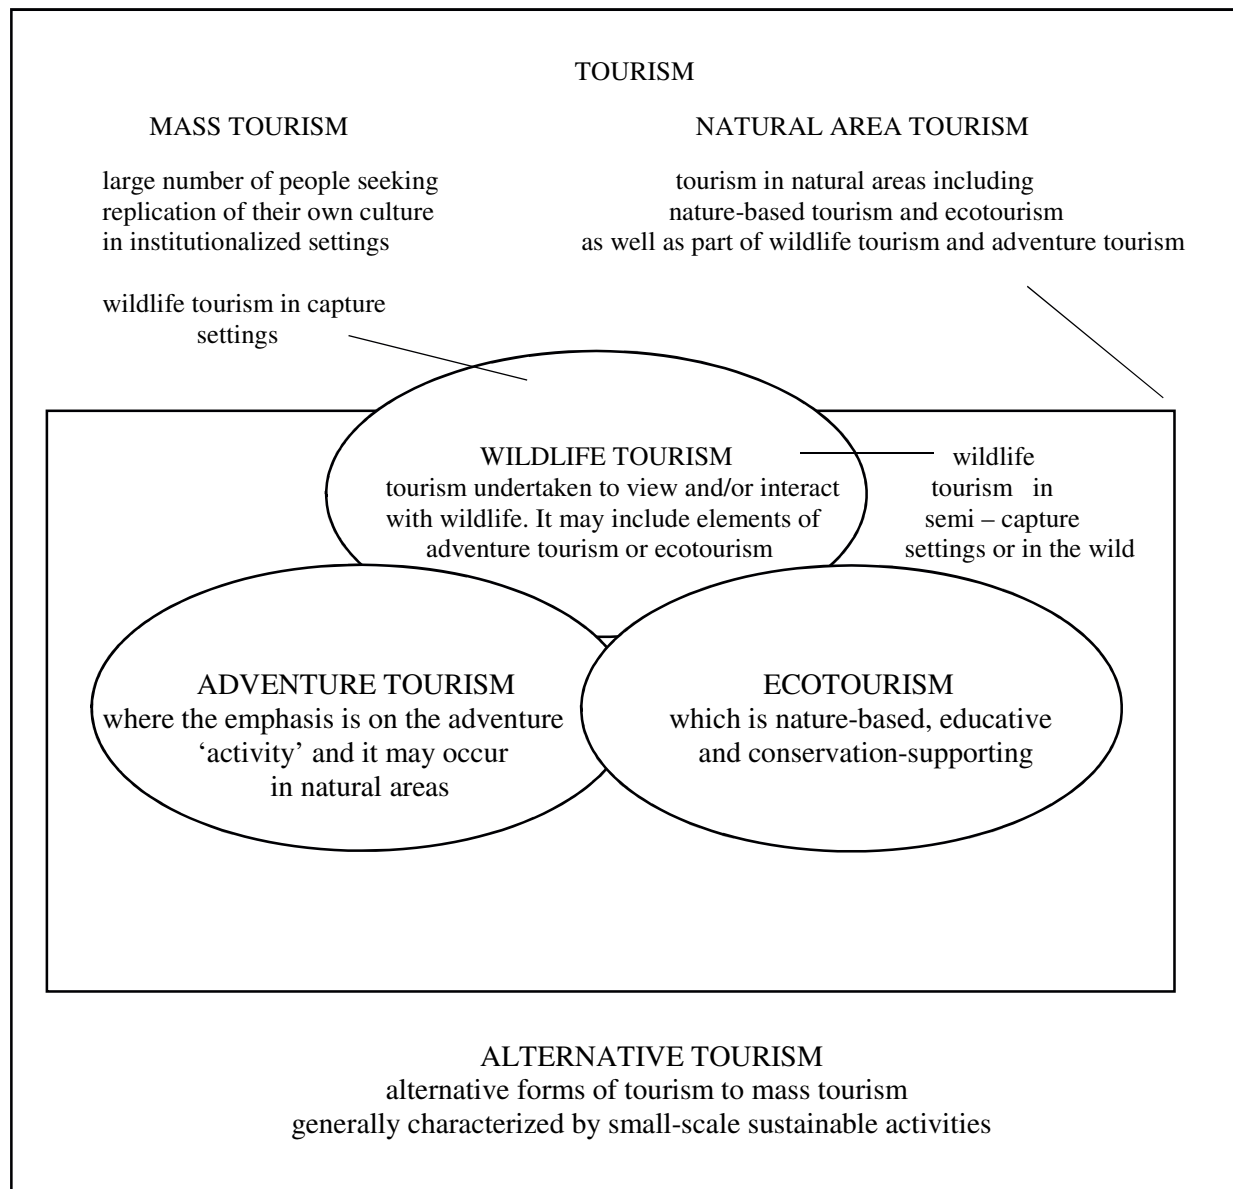 TOURISM
MASS TOURISM
large number of people seeking
replication of their own culture
in institutionalized settings
wildlife tourism in capture
settings
NATURAL AREA TOURISM
tourism in natural areas including
nature-based tourism and ecotourism
as well as part of wildlife tourism and adventure tourism
WILDLIFE TOURISM
tourism undertaken to view and/or interact
with wildlife. It may include elements of
adventure tourism or ecotourism
wildlife
tourism in
semi – capture
settings or in the wild
ADVENTURE TOURISM
where the emphasis is on the adventure
‘activity’ and it may occur
in natural areas
ECOTOURISM
which is nature-based, educative
and conservation-supporting
ALTERNATIVE TOURISM
alternative forms of tourism to mass tourism
generally characterized by small-scale sustainable activities